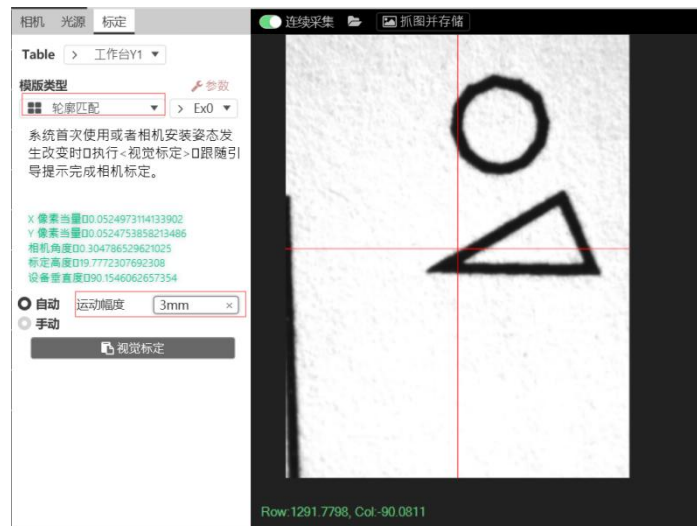 相机 光源 标定
连续采集 抓图并存储
Table > 工作台Y1 ▼
模版类型 参数
轮廓匹配 ▼ > Ex0 ▼
系统首次使用或者相机安装姿态发
生改变时▯执行<视觉标定>▯跟随引
导提示完成相机标定。
X 像素当量▯0.0524973114133902
Y 像素当量▯0.0524753858213486
相机角度▯0.304786529621025
标定高度▯19.7772307692308
设备垂直度▯90.1546062657354
自动 运动幅度 3mm ×
手动
视觉标定
Row:1291.7798, Col:-90.0811